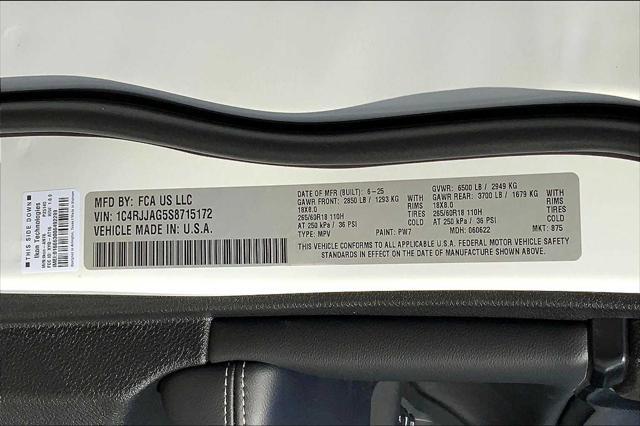 THIS SIDE DOWN
Ikon Technologies
MFD BY: FCA US LLC
VIN: 1C4RJJAG5S8715172
VEHICLE MADE IN: U.S.A.
DATE OF MFR (BUILT): 6-25
GAWR FRONT: 2850 LB / 1293 KG WITH
18X8.0 RIMS
265/60R18 110H
AT 250 kPa / 36 PSI COLD
TYPE: MPV PAINT: PW7
GVWR: 6500 LB / 2949 KG
GAWR REAR: 3700 LB / 1679 KG WITH
18X8.0 RIMS
265/60R18 110H
AT 250 kPa / 36 PSI COLD
MDH: 060622 MKT: 875
THIS VEHICLE CONFORMS TO ALL APPLICABLE U.S.A. FEDERAL MOTOR VEHICLE SAFETY
STANDARDS IN EFFECT ON THE DATE OF MANUFACTURE SHOWN ABOVE.